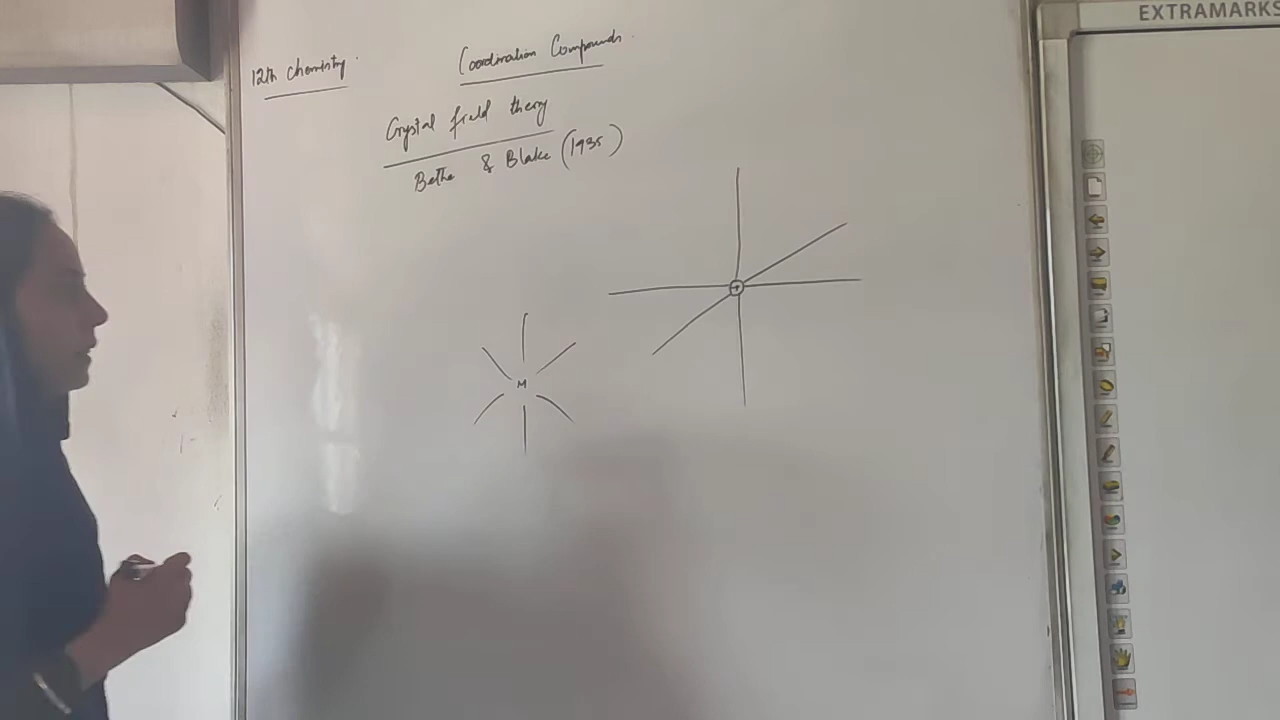 12th Chemistry.
Coordination Compounds.
Crystal field theory
Bethe & Blake (1935)
M
+
EXTRAMARKS